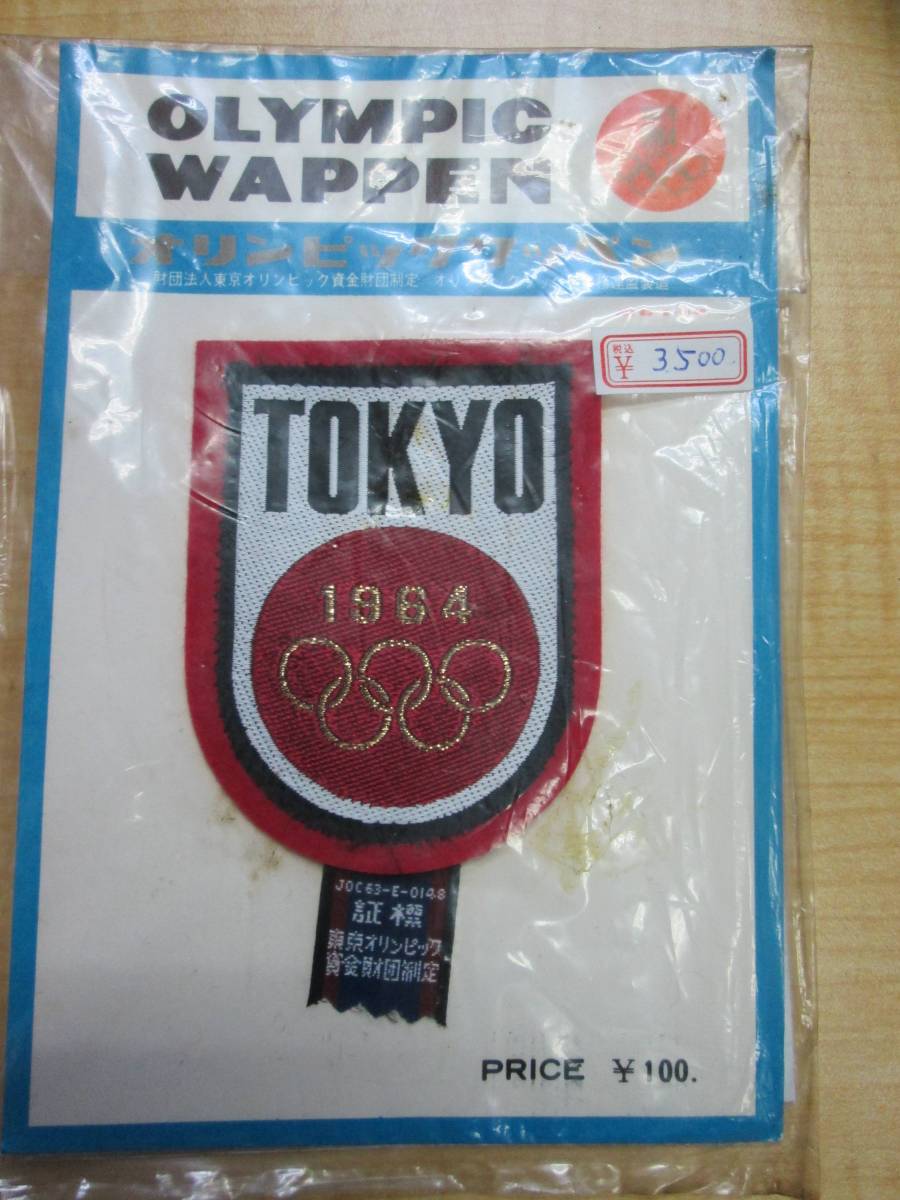 OLYMPIC
WAPPEN
オリンピックワッペン
財団法人東京オリンピック資金財団制定
税込
¥ 3,500
TOKYO
1964
JOC63-E-0148
証標
東京オリンピック
資金財団制定
PRICE ¥100.